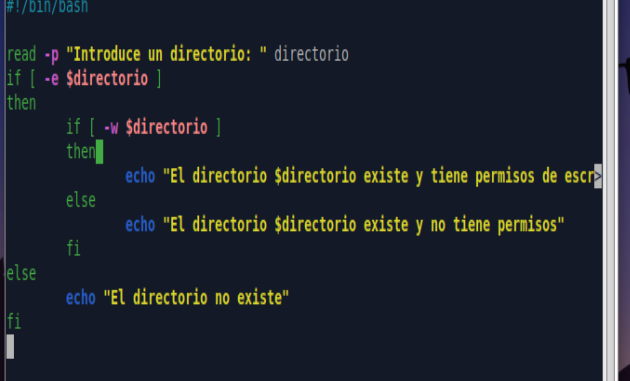 #!/bin/bash
read -p "Introduce un directorio: " directorio
if [ -e $directorio ]
then
if [ -w $directorio ]
then
echo "El directorio $directorio existe y tiene permisos de escr>
else
echo "El directorio $directorio existe y no tiene permisos"
fi
else
echo "El directorio no existe"
fi